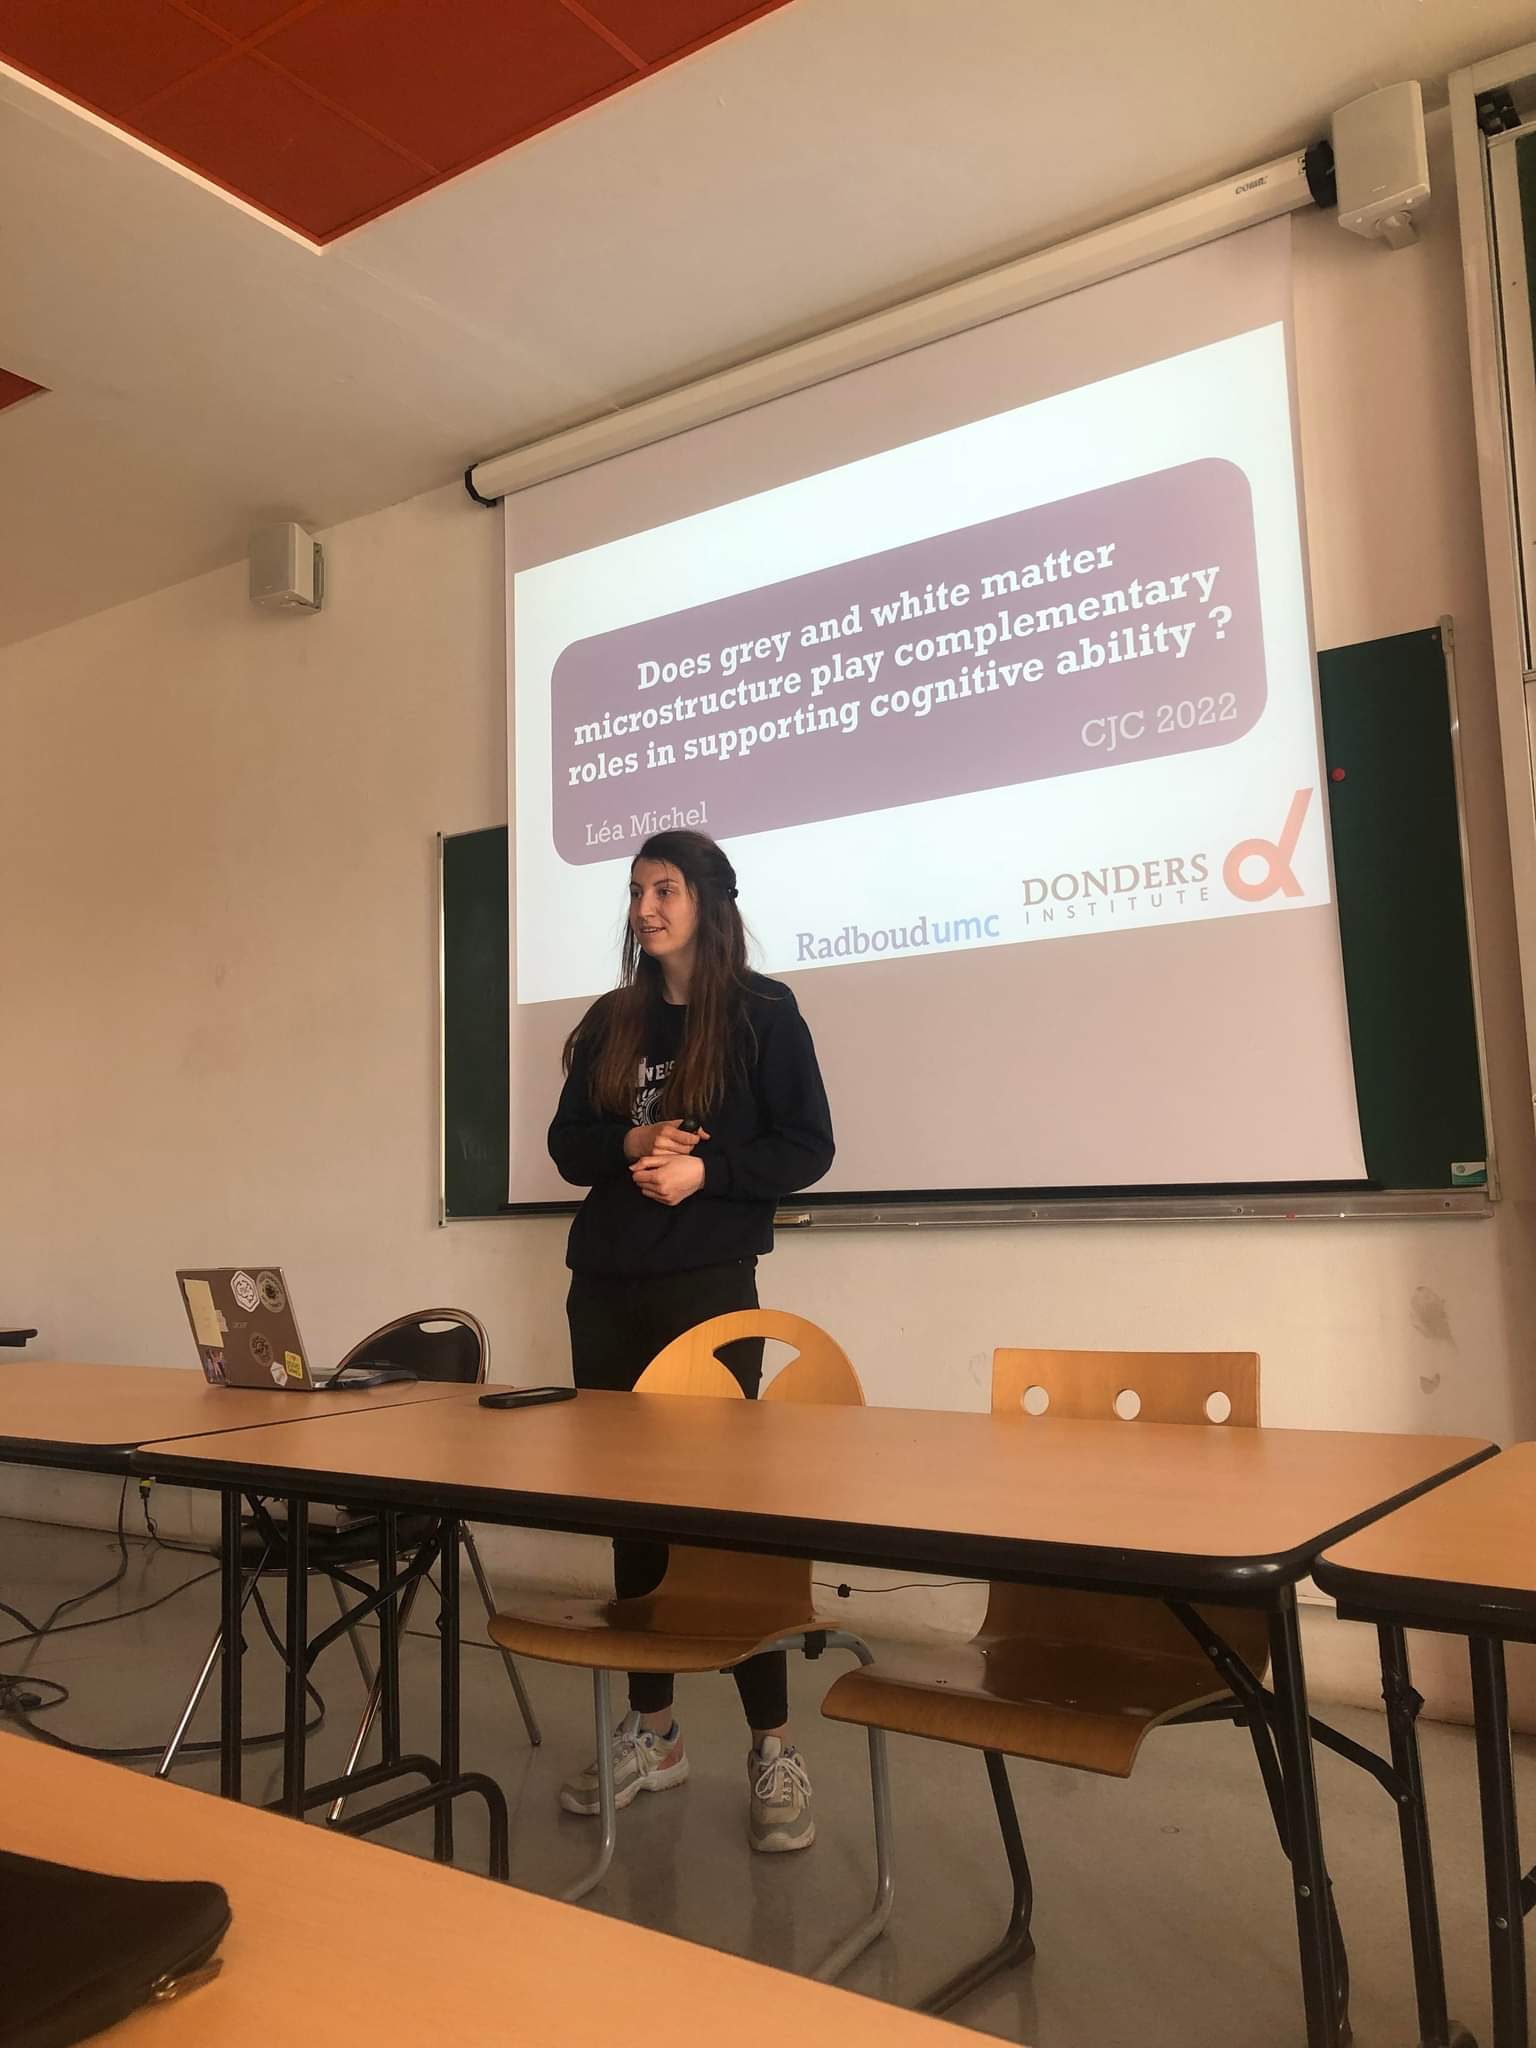 Does grey and white matter
microstructure play complementary
roles in supporting cognitive ability ?
CJC 2022
Léa Michel
Radboudumc
DONDERS
INSTITUTE
acer